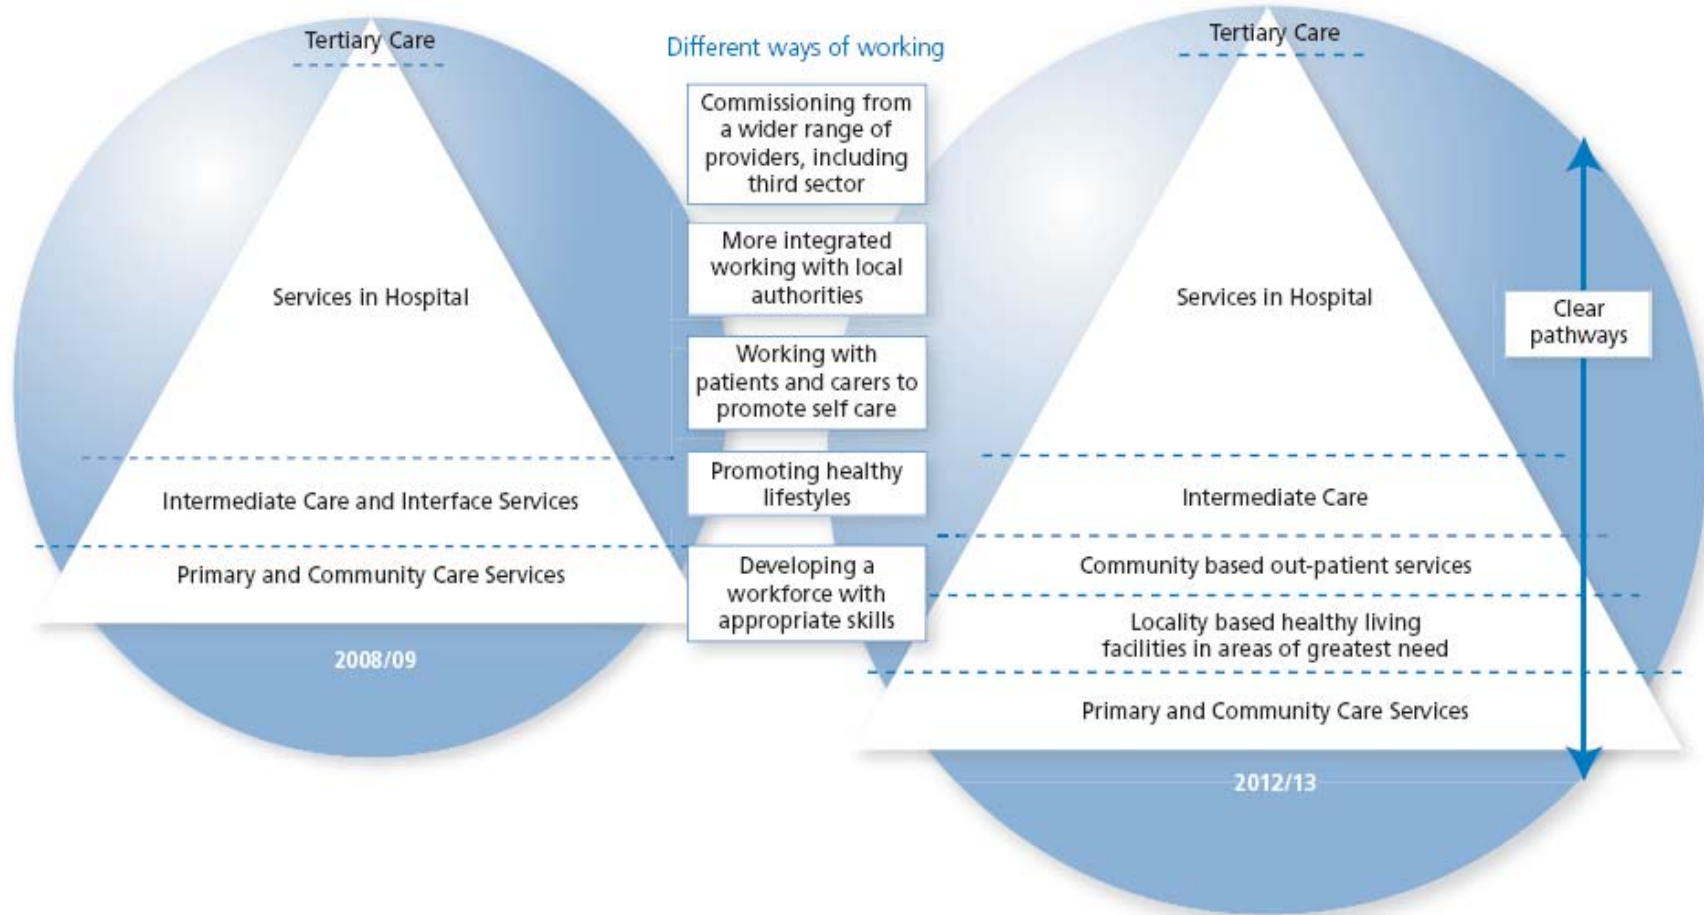 Tertiary Care
Services in Hospital
Intermediate Care and Interface Services
Primary and Community Care Services
2008/09
Different ways of working
Commissioning from
a wider range of
providers, including
third sector
More integrated
working with local
authorities
Working with
patients and carers to
promote self care
Promoting healthy
lifestyles
Developing a
workforce with
appropriate skills
Tertiary Care
Services in Hospital
Intermediate Care
Community based out-patient services
Locality based healthy living
facilities in areas of greatest need
Primary and Community Care Services
2012/13
Clear
pathways